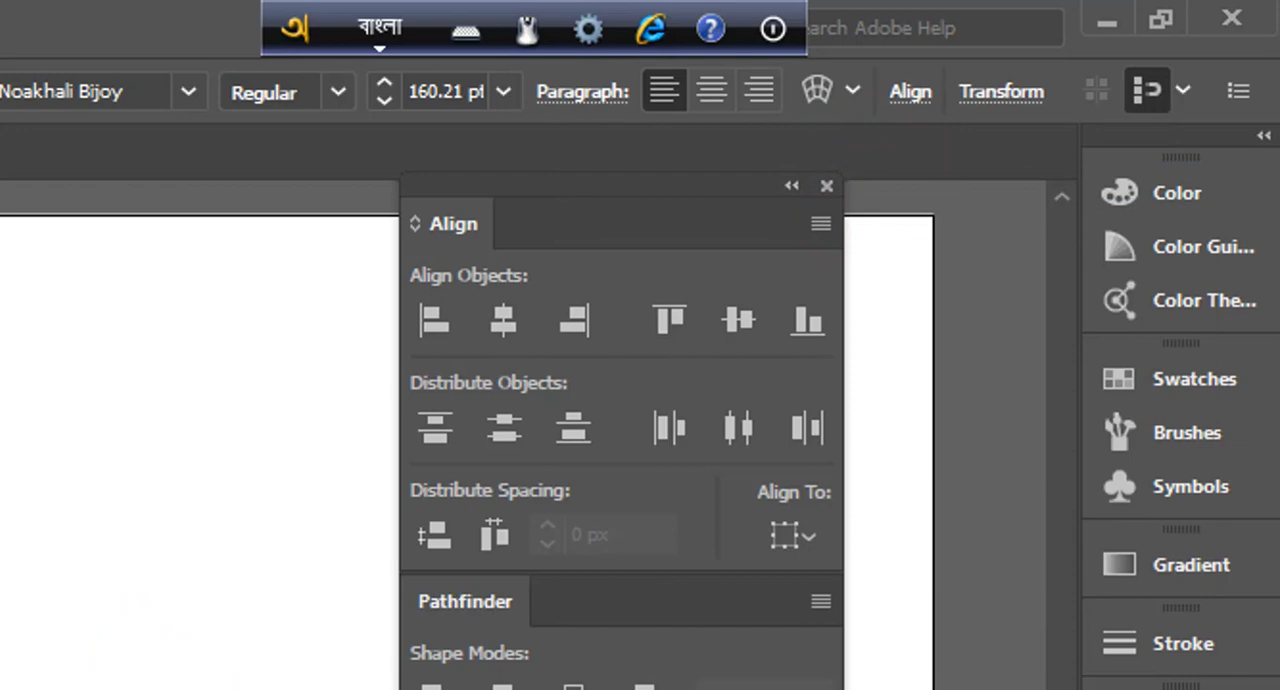 অ বাংলা
earch Adobe Help
Noakhali Bijoy Regular 160.21 pt Paragraph: Align Transform
Align
Align Objects:
Distribute Objects:
Distribute Spacing: Align To:
0 px
Pathfinder
Shape Modes:
Color
Color Gui...
Color The...
Swatches
Brushes
Symbols
Gradient
Stroke